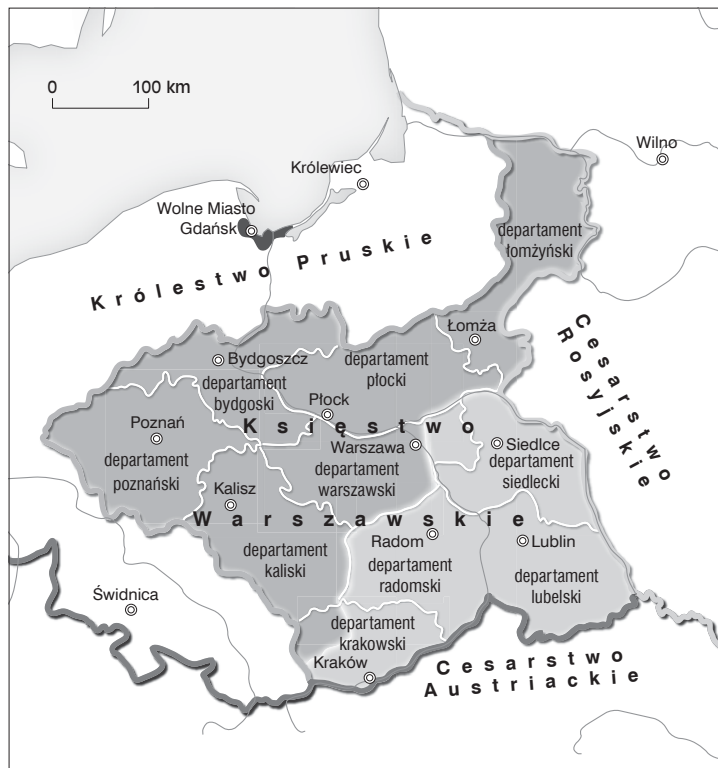 0 100 km
Wilno
Królewiec
Wolne Miasto
Gdańsk
Królestwo Pruskie
departament
łomżyński
Cesarstwo
Rosyjskie
Łomża
Bydgoszcz
departament
płocki
departament
bydgoski
Płock
Poznań
Księstwo
Warszawa
Siedlce
departament
poznański
departament
warszawski
departament
siedlecki
Kalisz
Warszawskie
Radom
Lublin
departament
kaliski
departament
radomski
departament
lubelski
Świdnica
departament
krakowski
Kraków
Cesarstwo
Austriackie